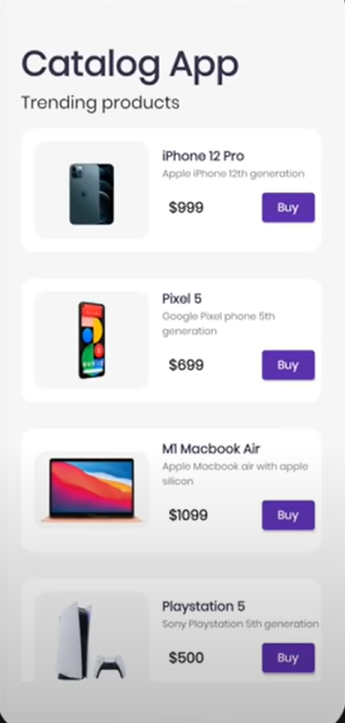 Catalog App
Trending products
iPhone 12 Pro
Apple iPhone 12th generation
$999
Buy
Pixel 5
Google Pixel phone 5th
generation
$699
Buy
M1 Macbook Air
Apple Macbook air with apple
silicon
$1099
Buy
Playstation 5
Sony Playstation 5th generation
$500
Buy